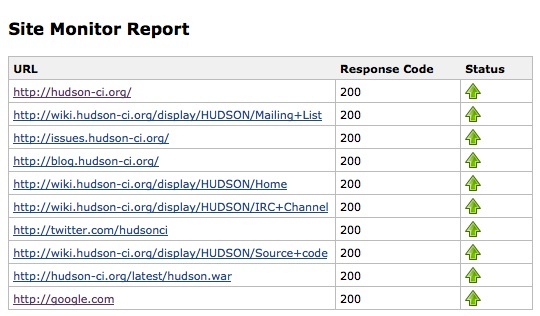 Site Monitor Report
URL Response Code Status
http://hudson-ci.org/ 200
http://wiki.hudson-ci.org/display/HUDSON/Mailing+List 200
http://issues.hudson-ci.org/ 200
http://blog.hudson-ci.org/ 200
http://wiki.hudson-ci.org/display/HUDSON/Home 200
http://wiki.hudson-ci.org/display/HUDSON/IRC+Channel 200
http://twitter.com/hudsonci 200
http://wiki.hudson-ci.org/display/HUDSON/Source+code 200
http://hudson-ci.org/latest/hudson.war 200
http://google.com 200